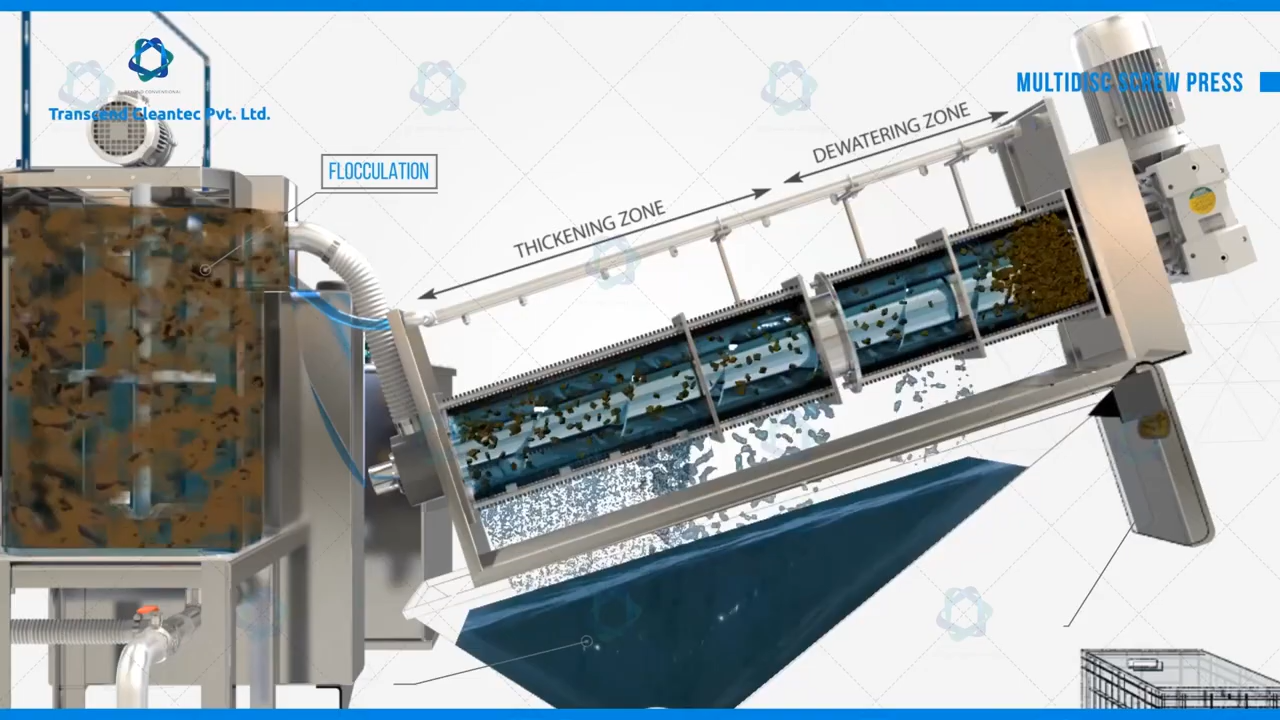 Transcend Cleantec Pvt. Ltd.
MULTIDISC SCREW PRESS
FLOCCULATION
THICKENING ZONE
DEWATERING ZONE